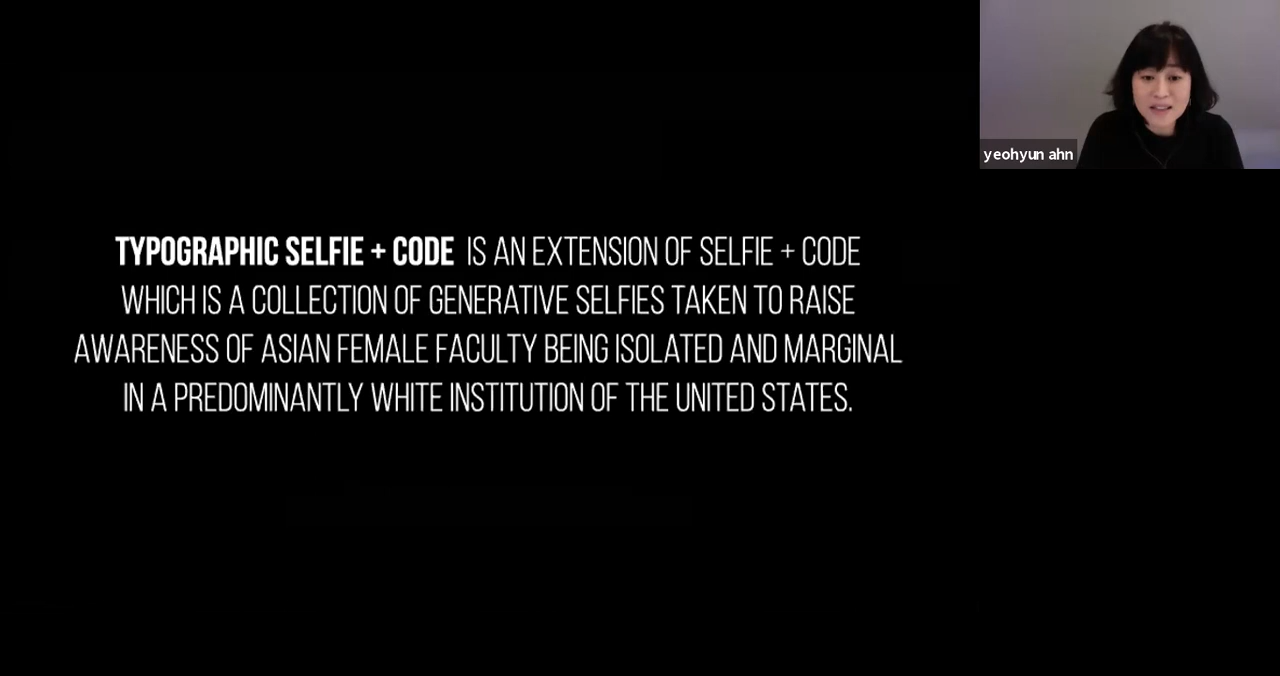 yeohyun ahn
TYPOGRAPHIC SELFIE + CODE IS AN EXTENSION OF SELFIE + CODE
WHICH IS A COLLECTION OF GENERATIVE SELFIES TAKEN TO RAISE
AWARENESS OF ASIAN FEMALE FACULTY BEING ISOLATED AND MARGINAL
IN A PREDOMINANTLY WHITE INSTITUTION OF THE UNITED STATES.